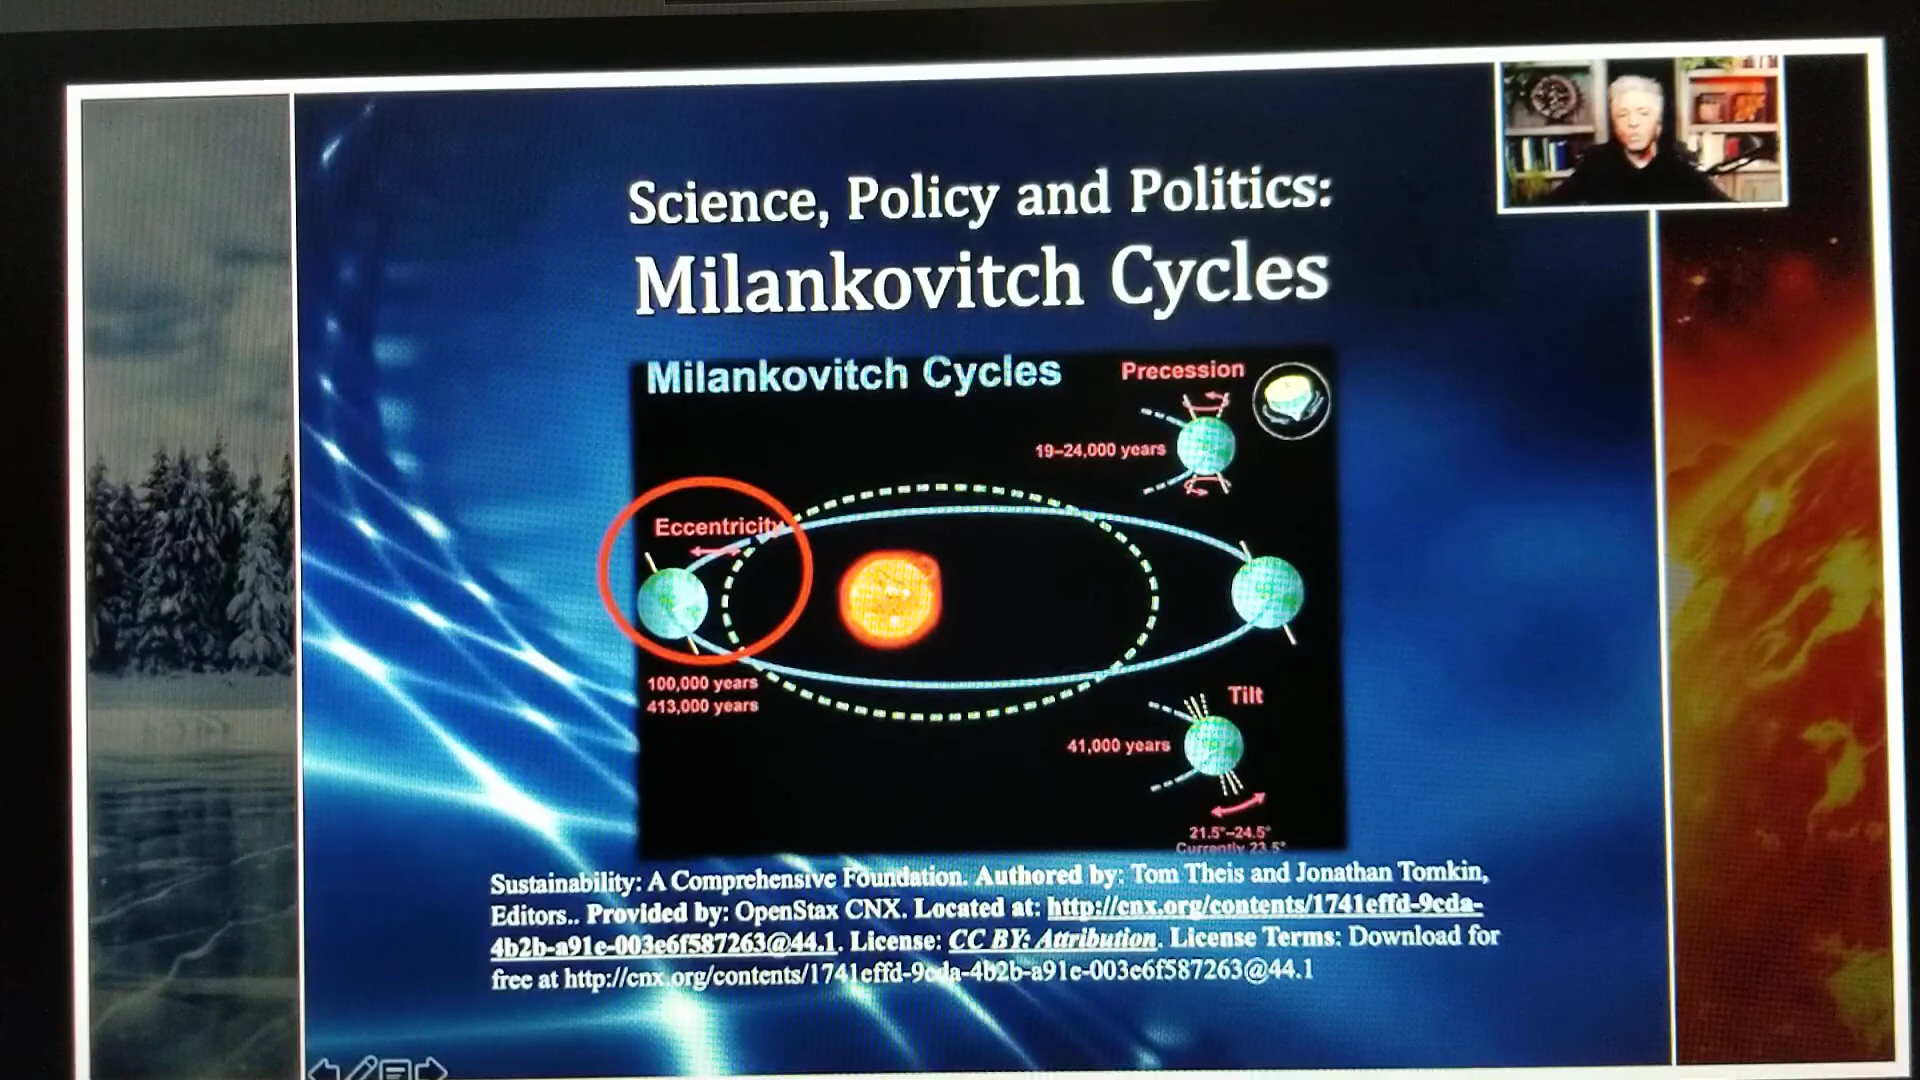 Science, Policy and Politics:
Milankovitch Cycles
Milankovitch Cycles
Precession
19–24,000 years
Eccentricity
100,000 years
413,000 years
Tilt
41,000 years
21.5°–24.5°
Currently 23.5°
Sustainability: A Comprehensive Foundation. Authored by: Tom Theis and Jonathan Tomkin,
Editors.. Provided by: OpenStax CNX. Located at: http://cnx.org/contents/1741effd-9cda-
4b2b-a91e-003e6f587263@44.1. License: CC BY: Attribution. License Terms: Download for
free at http://cnx.org/contents/1741effd-9cda-4b2b-a91e-003e6f587263@44.1